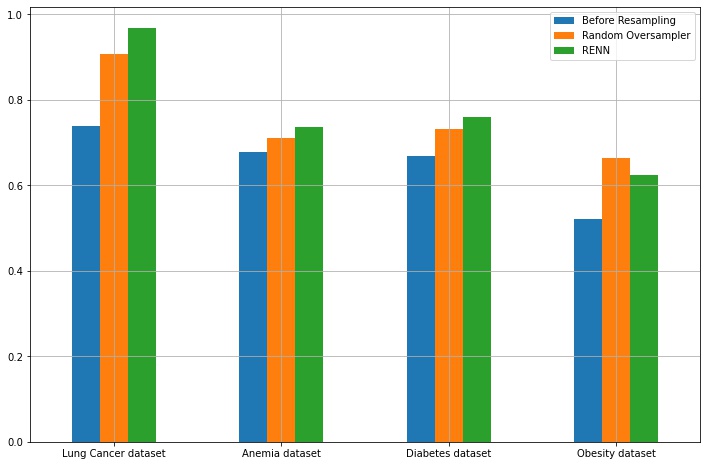 1.0
0.8
0.6
0.4
0.2
0.0
Before Resampling
Random Oversampler
RENN
Lung Cancer dataset
Anemia dataset
Diabetes dataset
Obesity dataset